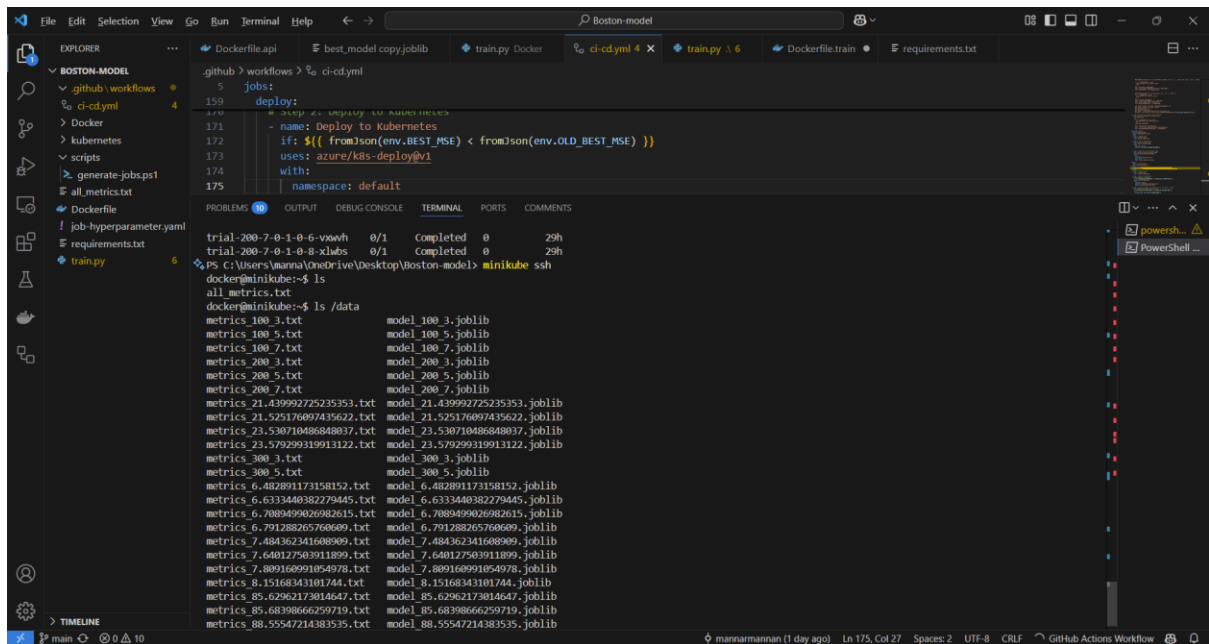 File Edit Selection View Go Run Terminal Help
Boston-model
EXPLORER
Dockerfile.api
best_model copy.joblib
train.py Docker
ci-cd.yml 4
train.py .\ 6
Dockerfile.train
requirements.txt
BOSTON-MODEL
.github\workflows
ci-cd.yml 4
Docker
kubernetes
scripts
generate-jobs.ps1
all_metrics.txt
Dockerfile
job-hyperparameter.yaml
requirements.txt
train.py 6
TIMELINE
.github > workflows > ci-cd.yml
5 jobs:
159 deploy:
170 # Step 2: Deploy to Kubernetes
171 - name: Deploy to Kubernetes
172 if: ${{ fromJson(env.BEST_MSE) < fromJson(env.OLD_BEST_MSE) }}
173 uses: azure/k8s-deploy@v1
174 with:
175 namespace: default
PROBLEMS 10 OUTPUT DEBUG CONSOLE TERMINAL PORTS COMMENTS
powersh...
PowerShell ...
trial-200-7-0-1-0-6-vxwvh 0/1 Completed 0 29h
trial-200-7-0-1-0-8-xlwbs 0/1 Completed 0 29h
PS C:\Users\manna\OneDrive\Desktop\Boston-model> minikube ssh
docker@minikube:~$ ls
all_metrics.txt
docker@minikube:~$ ls /data
metrics_100_3.txt model_100_3.joblib
metrics_100_5.txt model_100_5.joblib
metrics_100_7.txt model_100_7.joblib
metrics_200_3.txt model_200_3.joblib
metrics_200_5.txt model_200_5.joblib
metrics_200_7.txt model_200_7.joblib
metrics_21.439992725235353.txt model_21.439992725235353.joblib
metrics_21.525176097435622.txt model_21.525176097435622.joblib
metrics_23.530710486848037.txt model_23.530710486848037.joblib
metrics_23.579299319913122.txt model_23.579299319913122.joblib
metrics_300_3.txt model_300_3.joblib
metrics_300_5.txt model_300_5.joblib
metrics_6.482891173158152.txt model_6.482891173158152.joblib
metrics_6.6333440382279445.txt model_6.6333440382279445.joblib
metrics_6.7089499026982615.txt model_6.7089499026982615.joblib
metrics_6.791288265760609.txt model_6.791288265760609.joblib
metrics_7.484362341608909.txt model_7.484362341608909.joblib
metrics_7.640127503911899.txt model_7.640127503911899.joblib
metrics_7.809160991054978.txt model_7.809160991054978.joblib
metrics_8.15168343101744.txt model_8.15168343101744.joblib
metrics_85.62962173014647.txt model_85.62962173014647.joblib
metrics_85.68398666259719.txt model_85.68398666259719.joblib
metrics_88.55547214383535.txt model_88.55547214383535.joblib
main 0 10 mannarmannan (1 day ago) Ln 175, Col 27 Spaces: 2 UTF-8 CRLF GitHub Actions Workflow